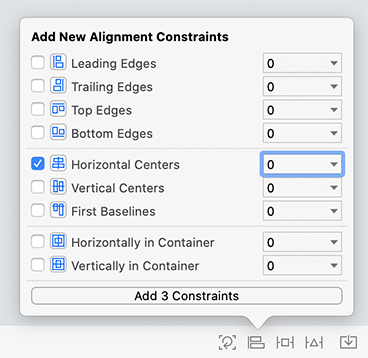 Add New Alignment Constraints
Leading Edges 0
Trailing Edges 0
Top Edges 0
Bottom Edges 0
Horizontal Centers 0
Vertical Centers 0
First Baselines 0
Horizontally in Container 0
Vertically in Container 0
Add 3 Constraints